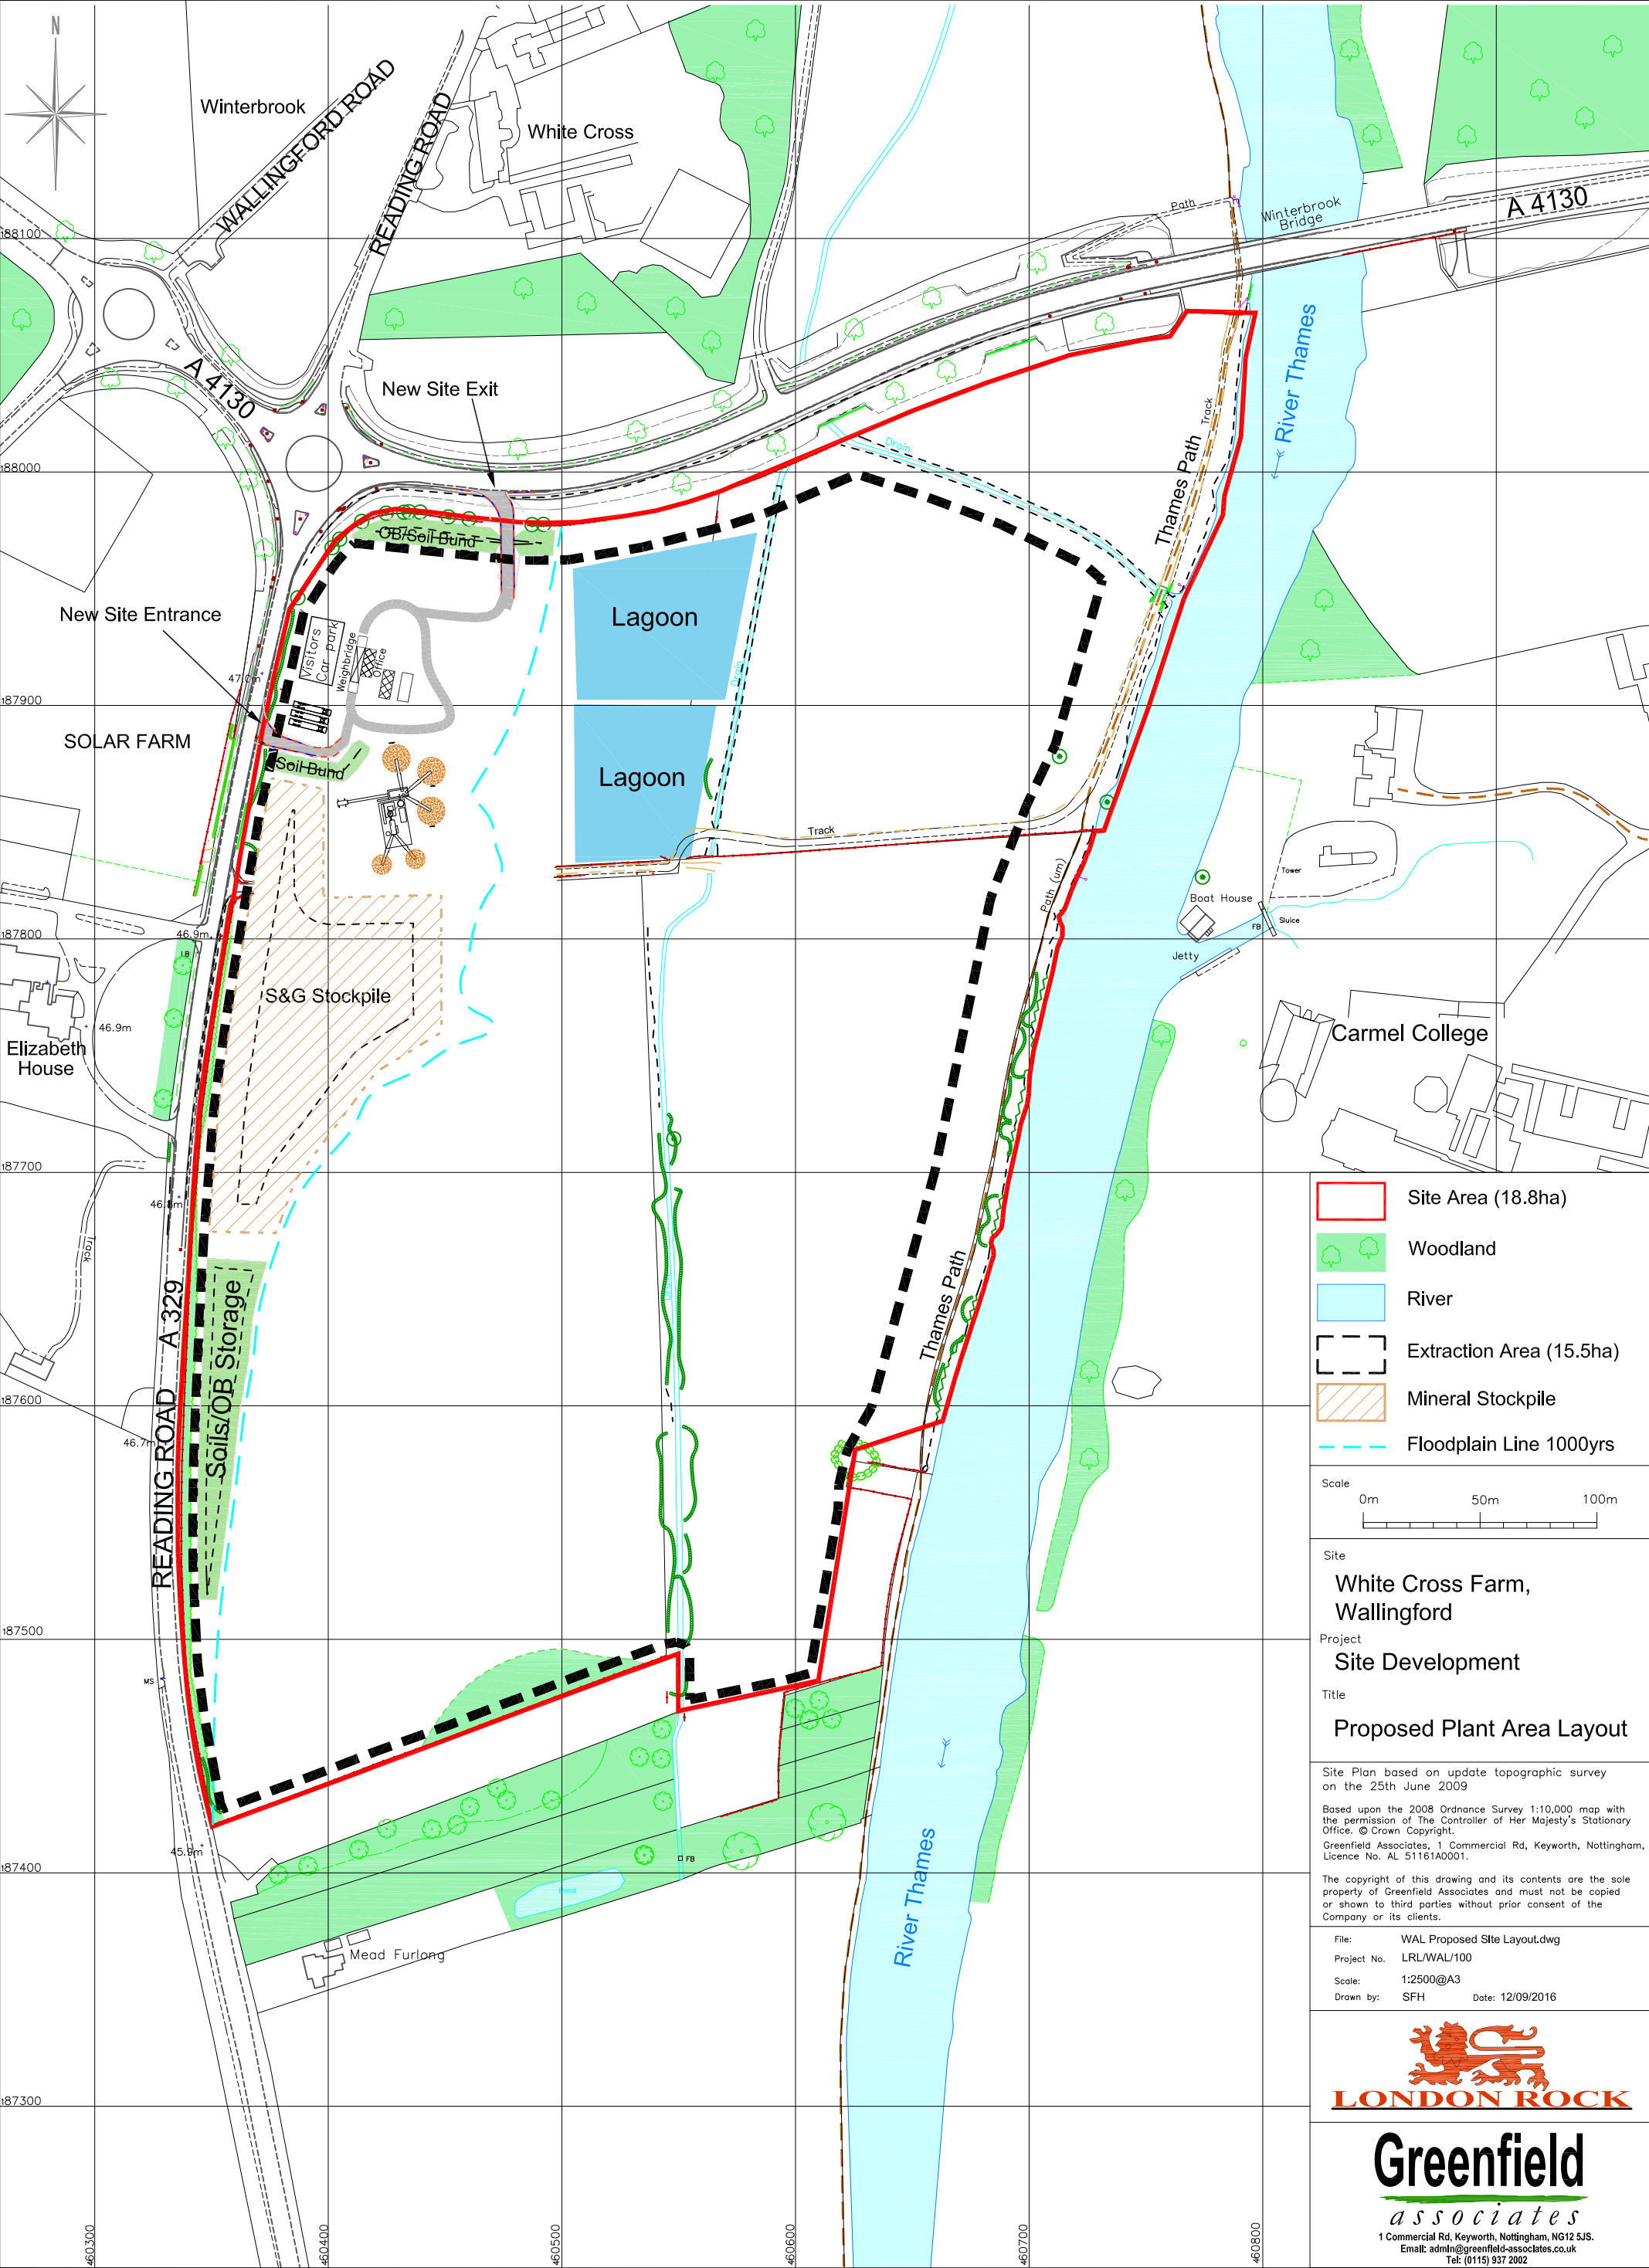 N
Winterbrook
WALLINGFORD ROAD
READING ROAD
White Cross
Path
Winterbrook
Bridge
A 4130
188100
A 4130
New Site Exit
River Thames
Track
Thames Path
Drain
188000
OB/Soil Bund
New Site Entrance
Visitors
Car park
Weighbridge
Office
Lagoon
Drain
47.0m
187900
SOLAR FARM
Soil Bund
Lagoon
Track
Path (um)
Boat House
Tower
Sluice
FB
Jetty
187800
46.9m
LB
S&G Stockpile
46.9m
Elizabeth
House
Carmel College
187700
Track
READING ROAD A 329
Soils/OB Storage
Thames Path
187600
46.7m
187500
MS
45.9m
187400
FB
Pond
Mead Furlong
River Thames
187300
460300
460400
460500
460600
460700
460800
Site Area (18.8ha)
Woodland
River
Extraction Area (15.5ha)
Mineral Stockpile
Floodplain Line 1000yrs
Scale
0m 50m 100m
Site
White Cross Farm,
Wallingford
Project
Site Development
Title
Proposed Plant Area Layout
Site Plan based on update topographic survey
on the 25th June 2009
Based upon the 2008 Ordnance Survey 1:10,000 map with
the permission of The Controller of Her Majesty's Stationary
Office. © Crown Copyright.
Greenfield Associates, 1 Commercial Rd, Keyworth, Nottingham,
Licence No. AL 51161A0001.
The copyright of this drawing and its contents are the sole
property of Greenfield Associates and must not be copied
or shown to third parties without prior consent of the
Company or its clients.
File: WAL Proposed Site Layout.dwg
Project No. LRL/WAL/100
Scale: 1:2500@A3
Drawn by: SFH Date: 12/09/2016
LONDON ROCK
Greenfield
associates
1 Commercial Rd, Keyworth, Nottingham, NG12 5JS.
Email: admin@greenfield-associates.co.uk
Tel: (0115) 937 2002